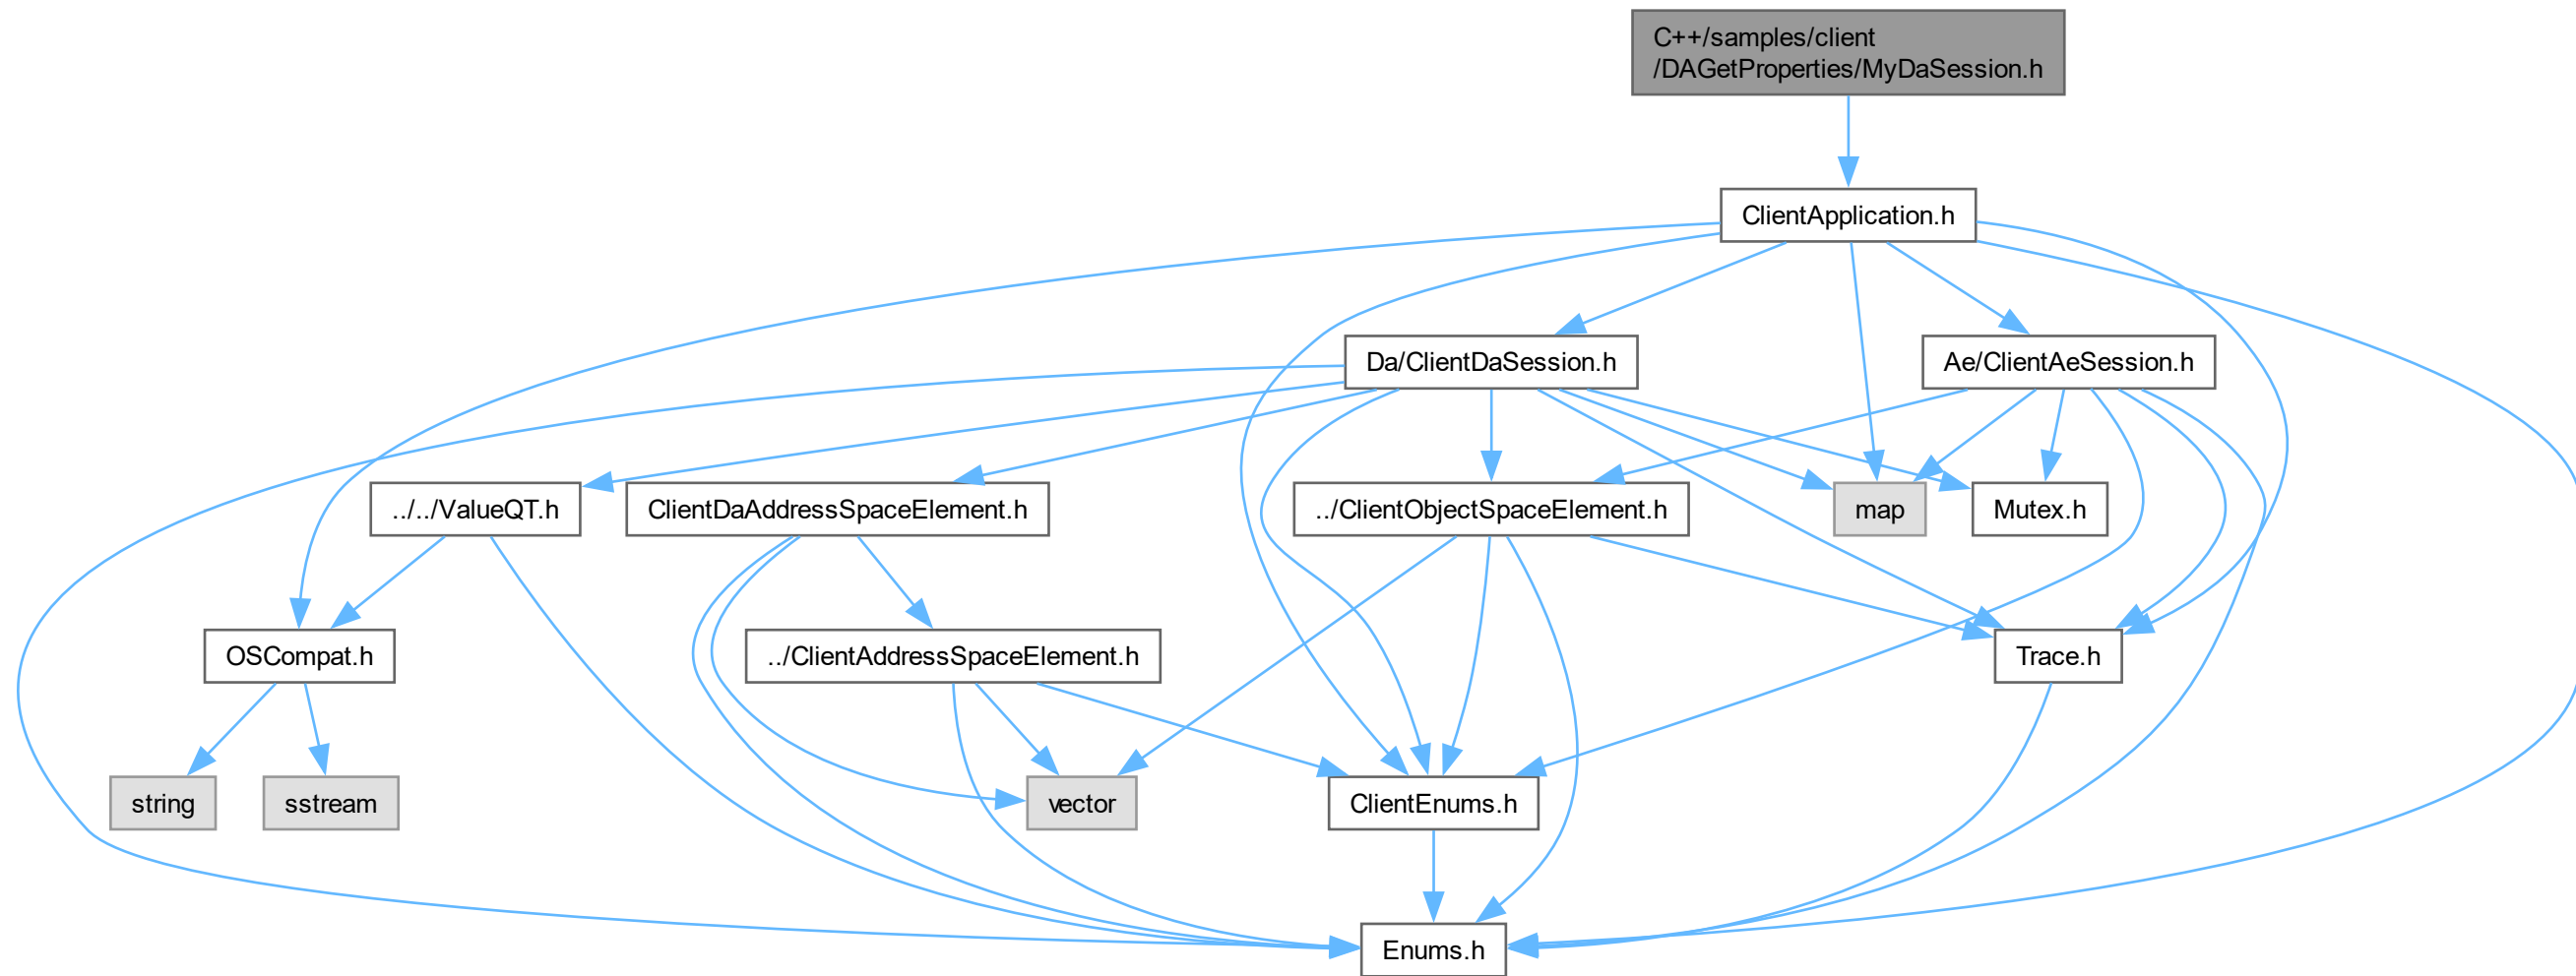 C++/samples/client
/DAGetProperties/MyDaSession.h
ClientApplication.h
Da/ClientDaSession.h
Ae/ClientAeSession.h
../../ValueQT.h
ClientDaAddressSpaceElement.h
../ClientObjectSpaceElement.h
map
Mutex.h
OSCompat.h
../ClientAddressSpaceElement.h
Trace.h
string
sstream
vector
ClientEnums.h
Enums.h